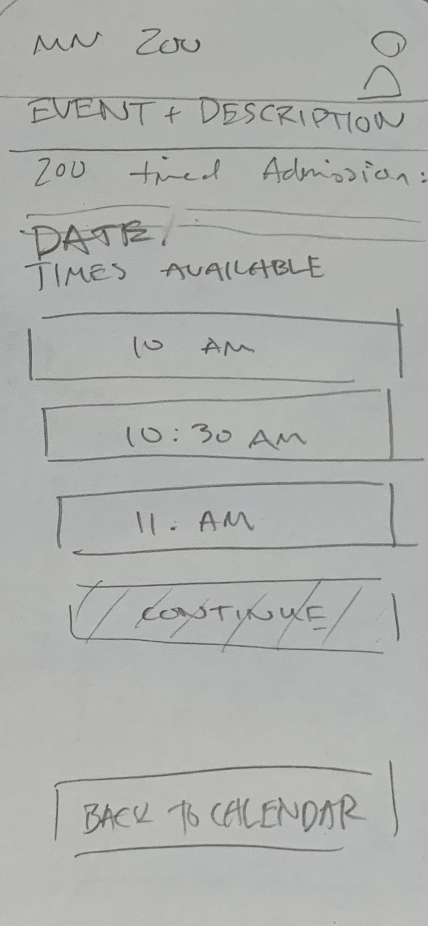 MN ZOO
EVENT + DESCRIPTION
ZOO timed Admission:
DATE/
TIMES AVAILABLE
10 AM
10:30 AM
11. AM
CONTINUE
BACK TO CALENDAR